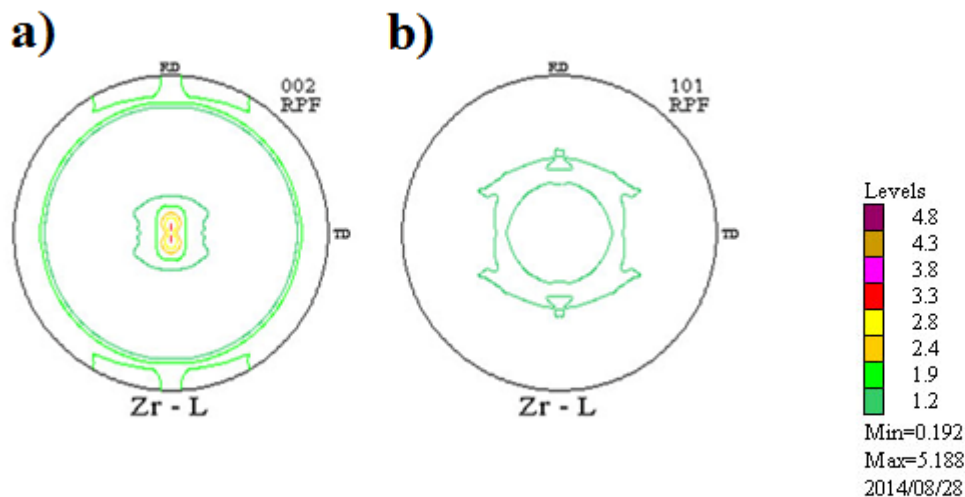 a)
RD
002
RPF
TD
Zr - L
b)
RD
101
RPF
TD
Zr - L
Levels
4.8
4.3
3.8
3.3
2.8
2.4
1.9
1.2
Min=0.192
Max=5.188
2014/08/28